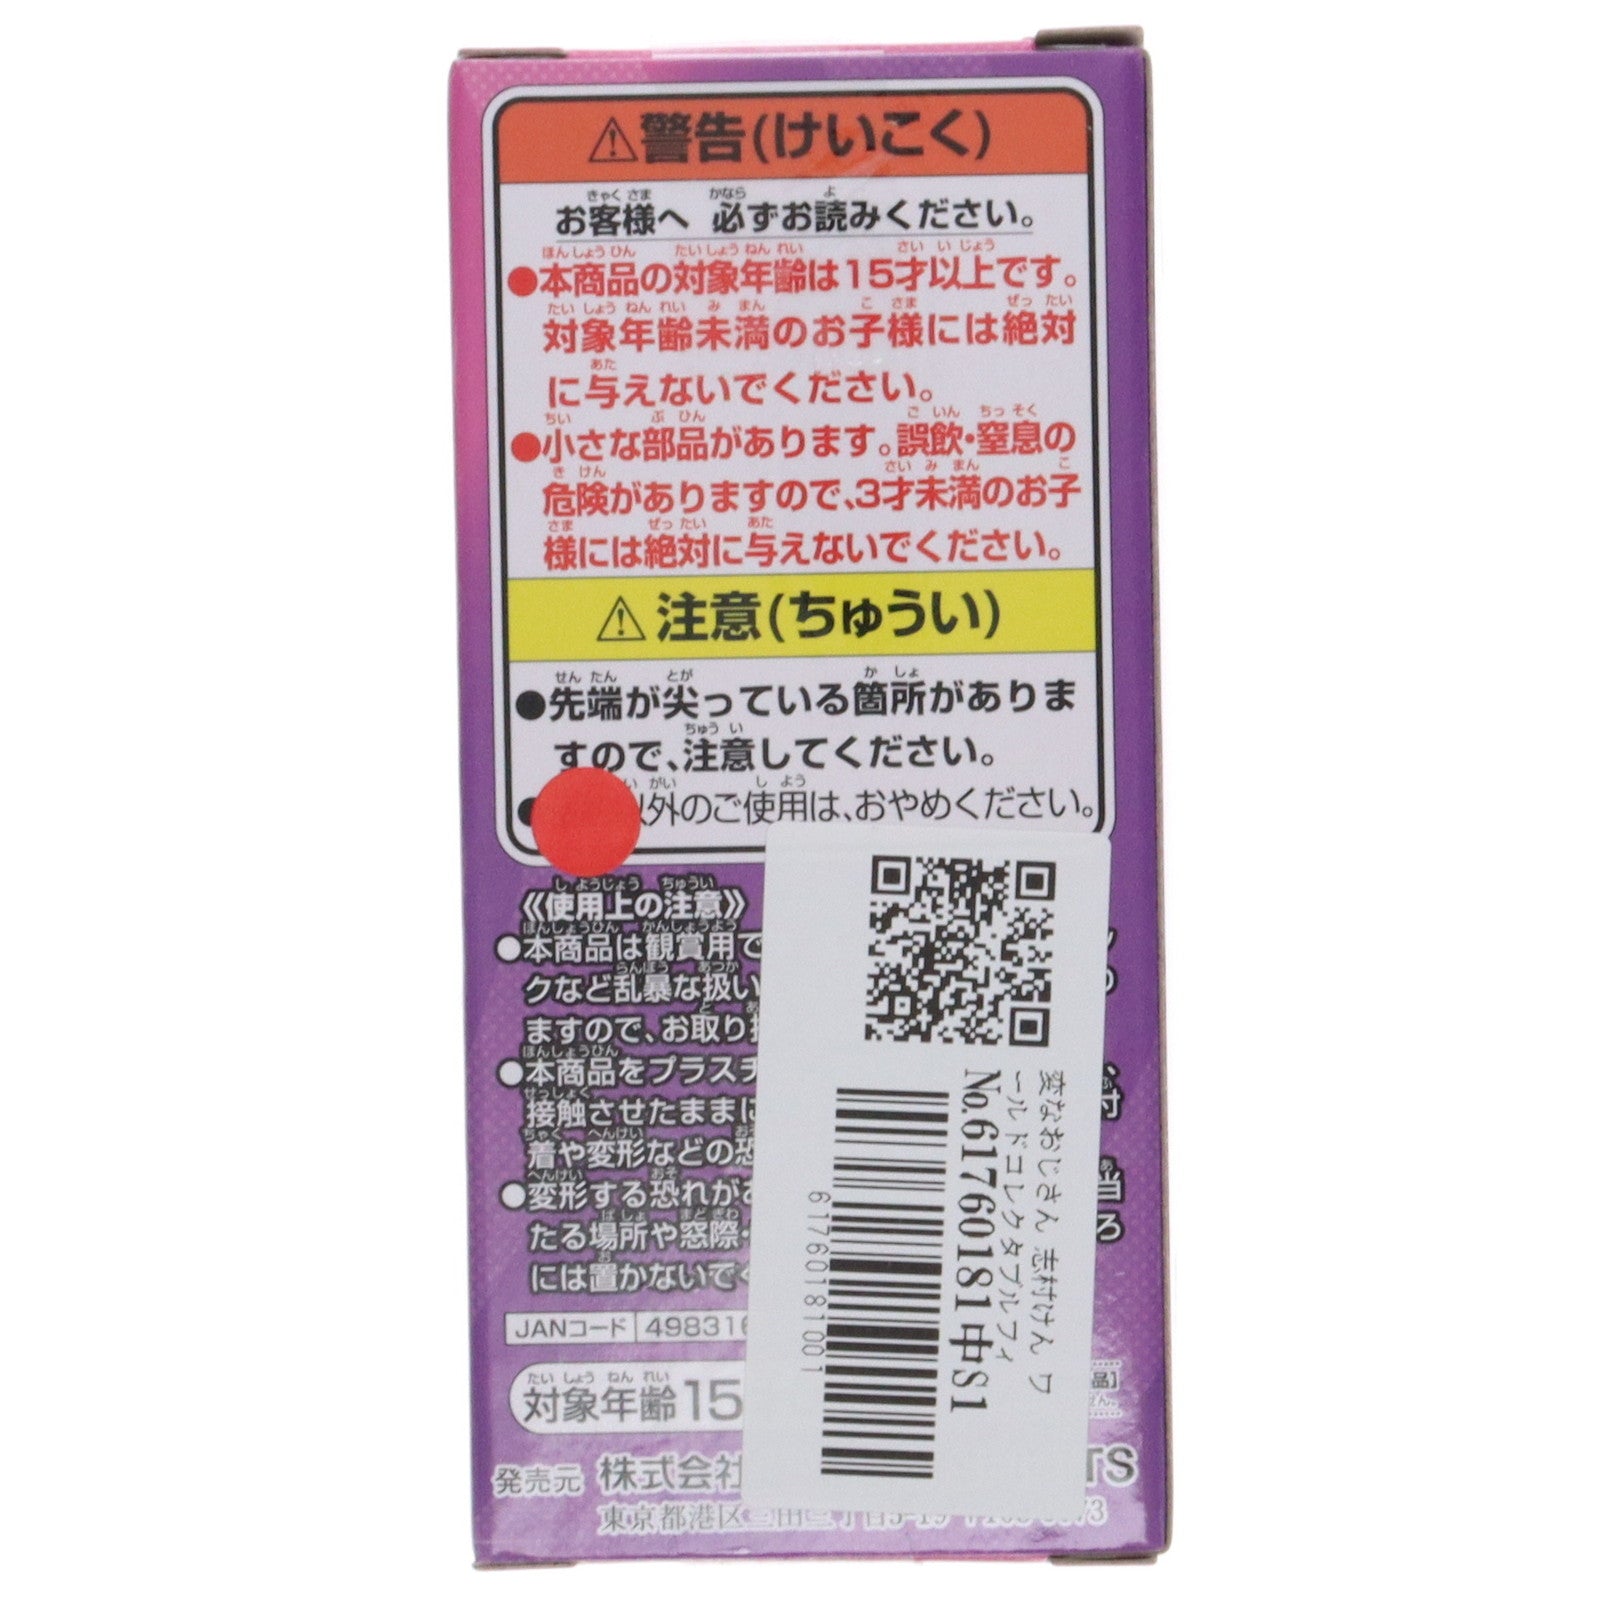 ⚠警告(けいこく)
お客様へ 必ずお読みください。
●本商品の対象年齢は15才以上です。
対象年齢未満のお子様には絶対
に与えないでください。
●小さな部品があります。誤飲・窒息の
危険がありますので、3才未満のお子
様には絶対に与えないでください。
⚠注意(ちゅうい)
●先端が尖っている箇所がありま
すので、注意してください。
以外のご使用は、おやめください。
《使用上の注意》
●本商品は観賞用で
クなど乱暴な扱い
ますので、お取り
●本商品をプラスチ
接触させたままに
着や変形などの恐
●変形する恐れが
たる場所や窓際・
には置かないでく
JANコード 498316
対象年齢15
発売元 株式会社
TS
東京都港区
変なおじさん 志村けん ワ
ールドコレクタブルフィ
No.61760181中S1
61760181001